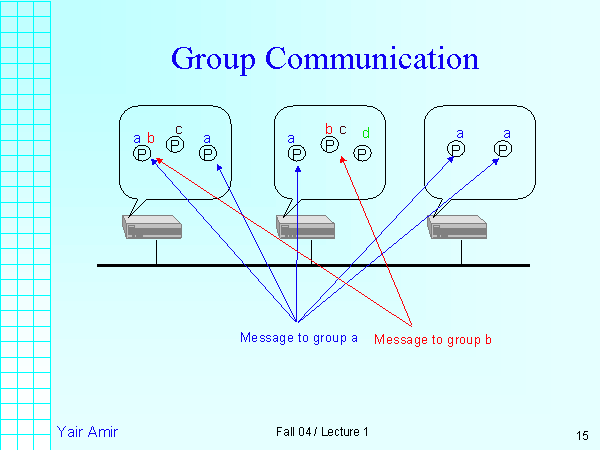 Group Communication
a b c a
a b c d
a a
P P P
P P P
P P
Message to group a
Message to group b
Yair Amir
Fall 04 / Lecture 1
15